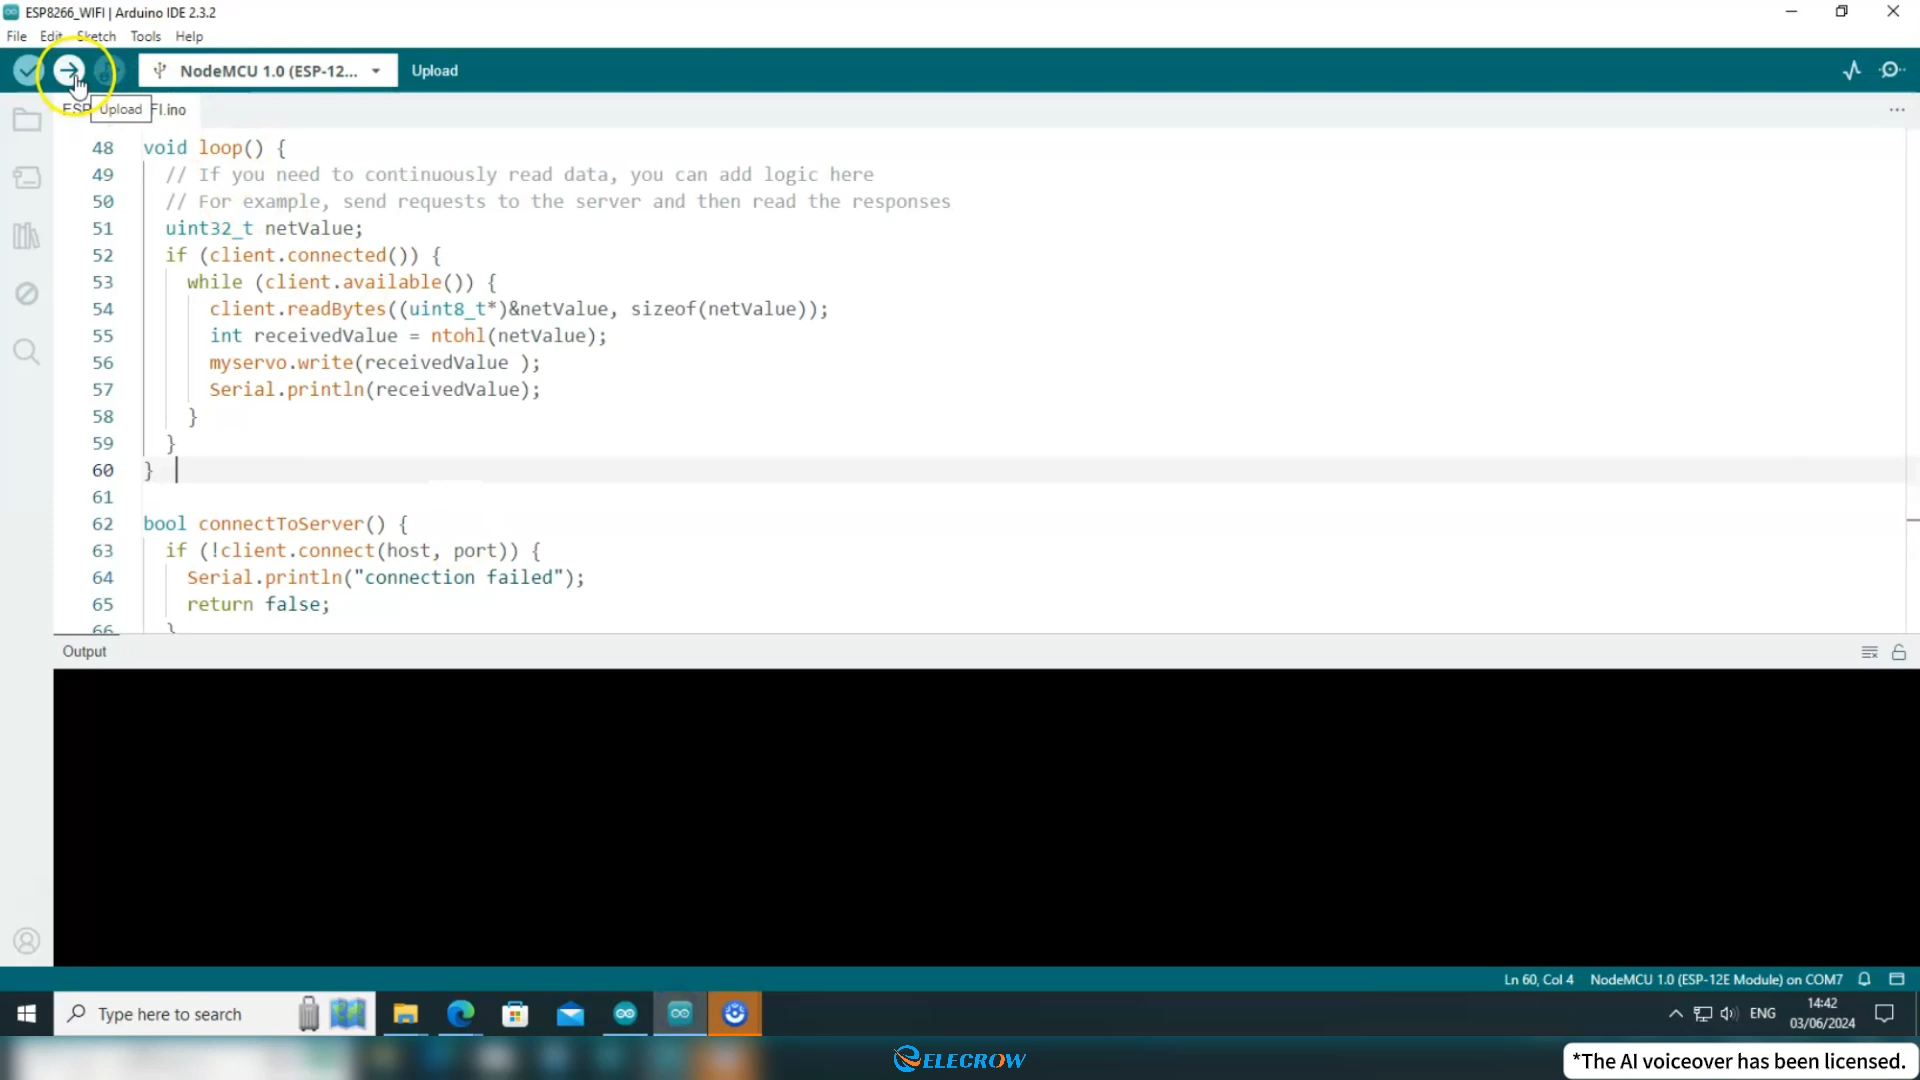 ESP8266_WIFI | Arduino IDE 2.3.2
File Edit Sketch Tools Help
NodeMCU 1.0 (ESP-12... Upload
ESP Upload FI.ino
48 void loop() {
49 // If you need to continuously read data, you can add logic here
50 // For example, send requests to the server and then read the responses
51 uint32_t netValue;
52 if (client.connected()) {
53 while (client.available()) {
54 client.readBytes((uint8_t*)&netValue, sizeof(netValue));
55 int receivedValue = ntohl(netValue);
56 myservo.write(receivedValue );
57 Serial.println(receivedValue);
58 }
59 }
60 }
61
62 bool connectToServer() {
63 if (!client.connect(host, port)) {
64 Serial.println("connection failed");
65 return false;
66 }
Output
Ln 60, Col 4 NodeMCU 1.0 (ESP-12E Module) on COM7
Type here to search
ENG
14:42
03/06/2024
ELECROW
*The AI voiceover has been licensed.